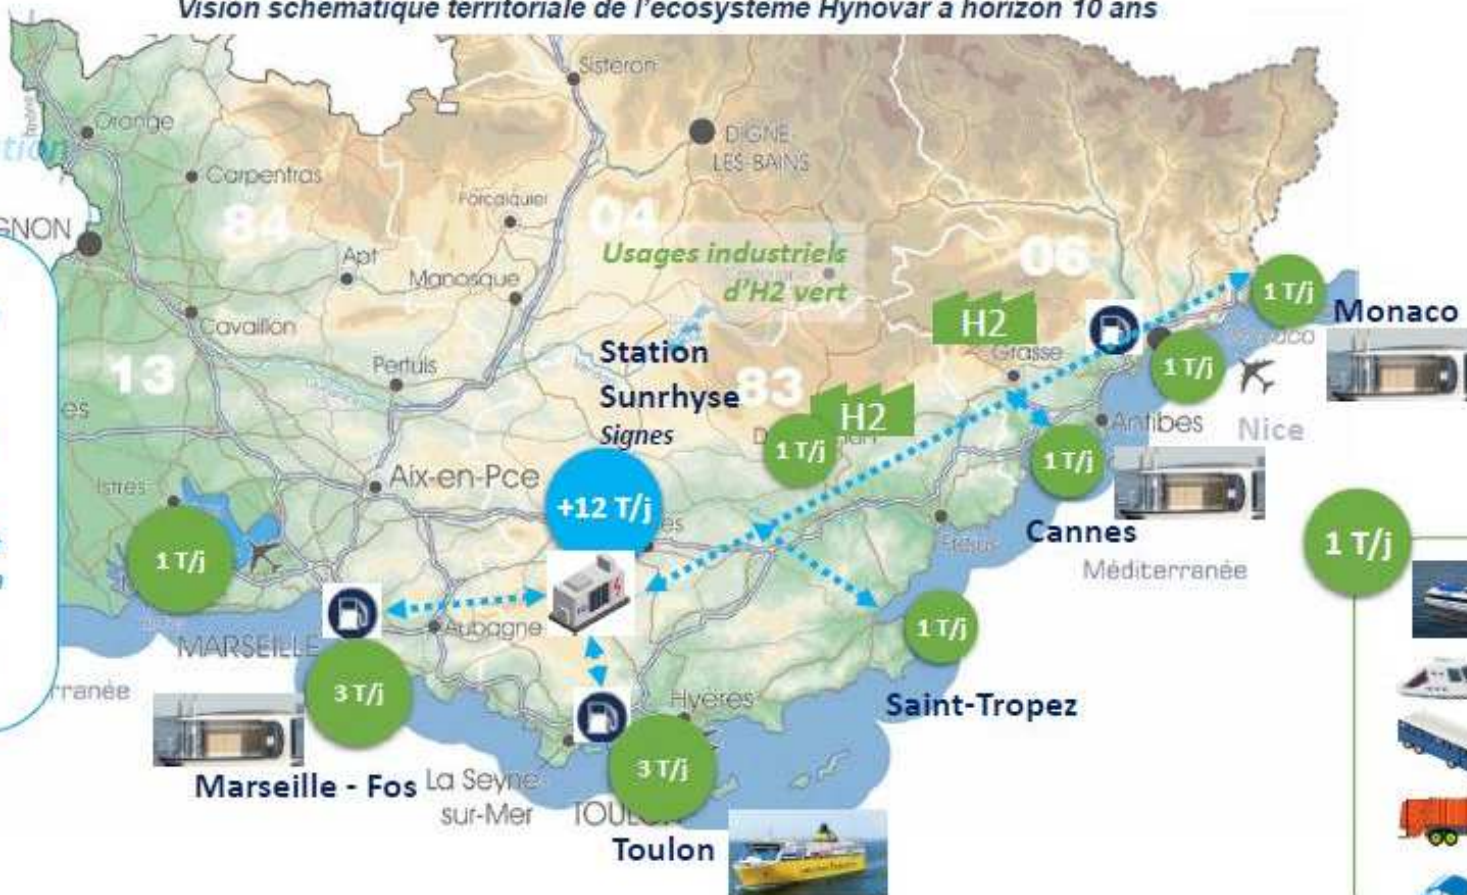 Vision schématique territoriale de l'écosystème Hynovar à horizon 10 ans
Sisteron
Orange
DIGNE-
LES-BAINS
Carpentras
Forcalquier
84
04
GNON
Usages industriels
d'H2 vert
06
Apt
Manosque
1 T/j
Monaco
H2
Cavaillon
Station
Grasse
Pertuis
1 T/j
13
Sunrhyse
83
es
H2
Signes
Antibes
Nice
1 T/j
1 T/j
Aix-en-Pce
Istres
+12 T/j
es
Cannes
1 T/j
Méditerranée
1 T/j
Aubagne
1 T/j
MARSEILLE
rranée
3 T/j
Hyères
Saint-Tropez
3 T/j
Marseille - Fos
La Seyne-
sur-Mer
Toulon